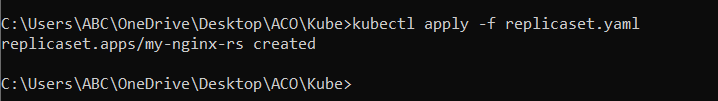 C:\Users\ABC\OneDrive\Desktop\ACO\Kube>kubectl apply -f replicaset.yaml
replicaset.apps/my-nginx-rs created
C:\Users\ABC\OneDrive\Desktop\ACO\Kube>